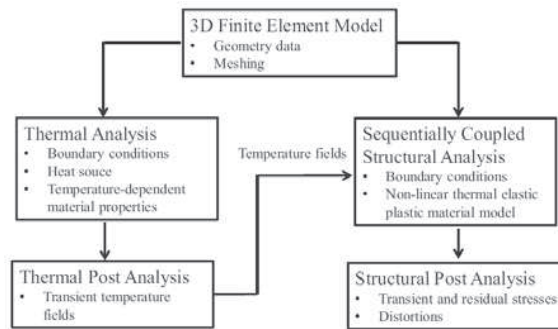 3D Finite Element Model
• Geometry data
• Meshing
Thermal Analysis
• Boundary conditions
• Heat souce
• Temperature-dependent
material properties
Temperature fields
Sequentially Coupled
Structural Analysis
• Boundary conditions
• Non-linear thermal elastic
plastic material model
Thermal Post Analysis
• Transient temperature
fields
Structural Post Analysis
• Transient and residual stresses
• Distortions